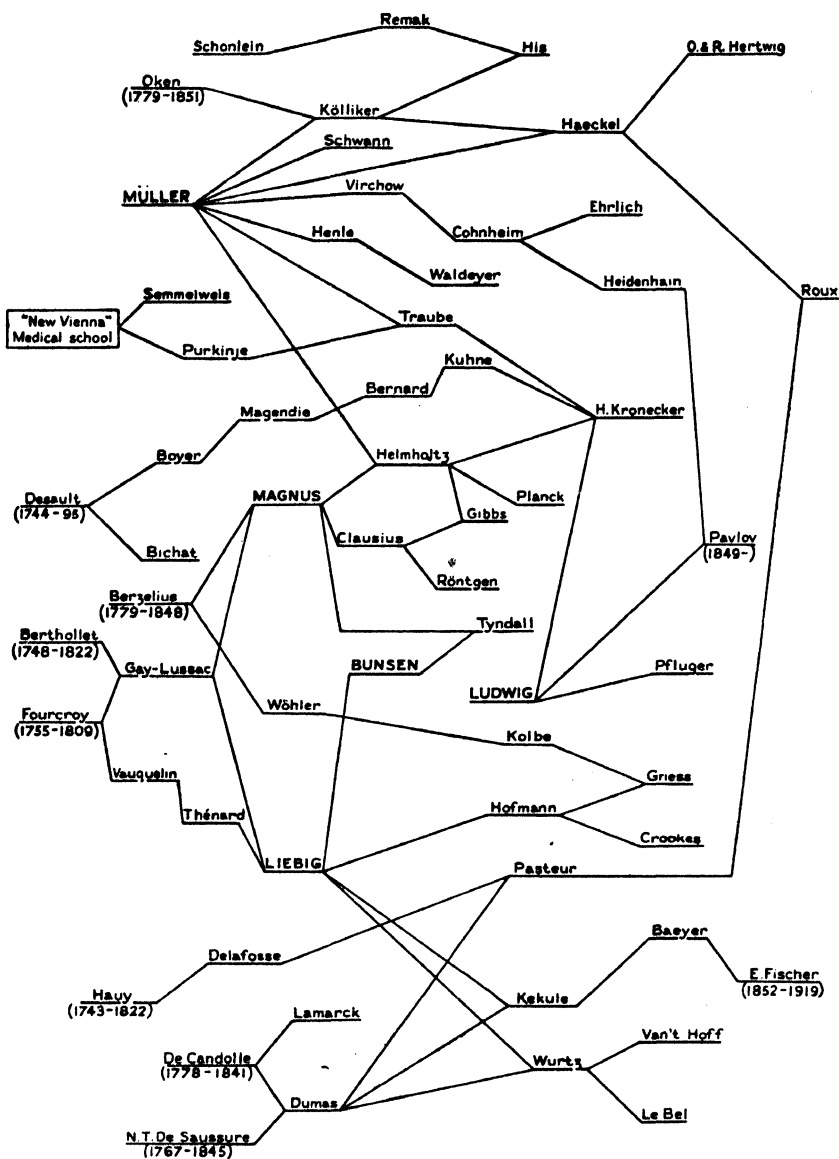 Remak
Schonlein
His
O.&R. Hertwig
Oken
(1779-1851)
Kölliker
Haeckel
Schwann
MÜLLER
Virchow
Ehrlich
Henle
Cohnheim
Waldeyer
Heidenhain
Roux
Semmelweis
"New Vienna"
Medical school
Traube
Purkinje
Kuhne
Bernard
Magendie
H. Kronecker
Boyer
Helmholtz
Desault
(1744-95)
MAGNUS
Planck
Gibbs
Clausius
Bichat
Pavlov
(1849-)
Röntgen
Berzelius
(1779-1848)
Tyndall
Berthollet
(1748-1822)
Gay-Lussac
BUNSEN
LUDWIG
Pfluger
Fourcroy
(1755-1809)
Wöhler
Kolbe
Vauquelin
Griess
Thénard
Hofmann
Crookes
LIEBIG
Pasteur
Baeyer
Delafosse
E. Fischer
(1852-1919)
Hauy
(1743-1822)
Kekule
Lamarck
Van't Hoff
De Candolle
(1778-1841)
Wurtz
Dumas
Le Bel
N.T. De Saussure
(1767-1845)